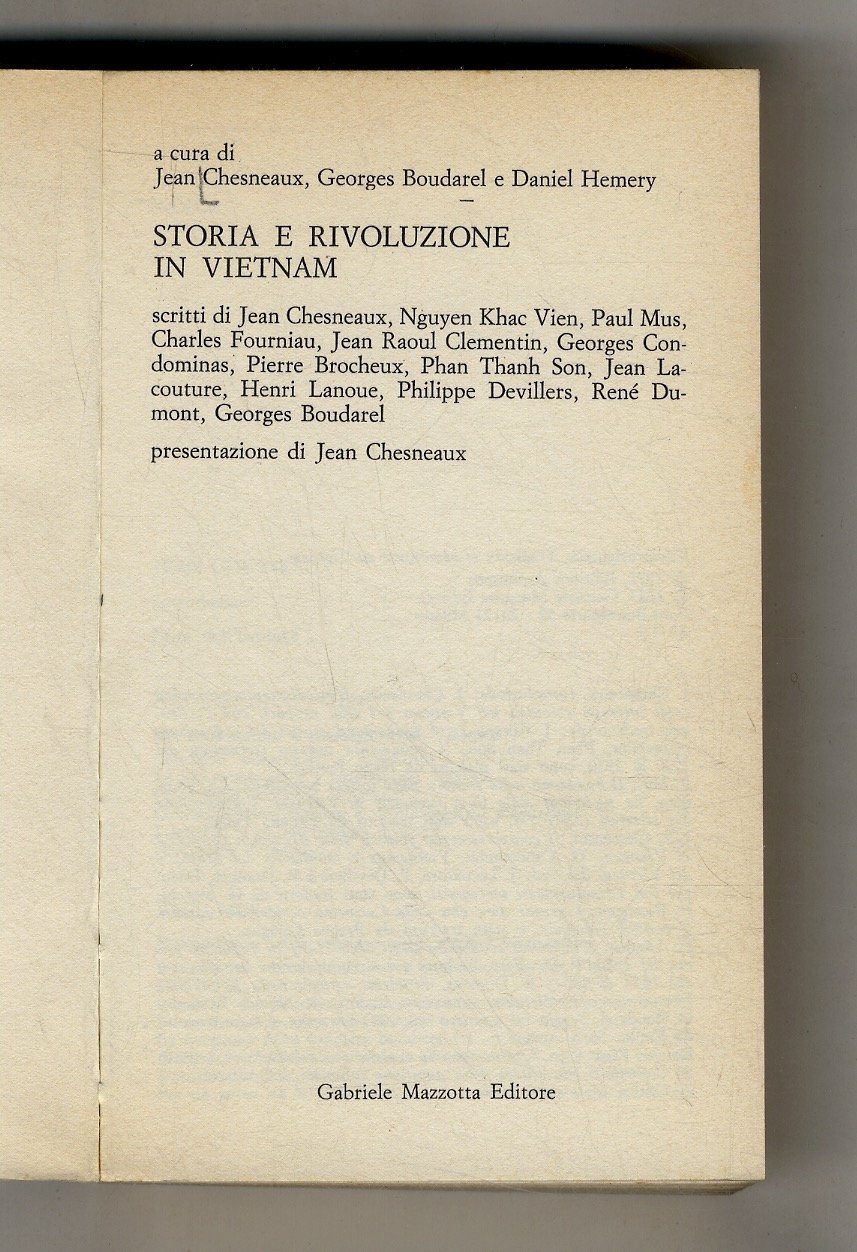 a cura di
Jean Chesneaux, Georges Boudarel e Daniel Hemery
STORIA E RIVOLUZIONE
IN VIETNAM
scritti di Jean Chesneaux, Nguyen Khac Vien, Paul Mus,
Charles Fourniau, Jean Raoul Clementin, Georges Con-
dominas, Pierre Brocheux, Phan Thanh Son, Jean La-
couture, Henri Lanoue, Philippe Devillers, René Du-
mont, Georges Boudarel
presentazione di Jean Chesneaux
Gabriele Mazzotta Editore